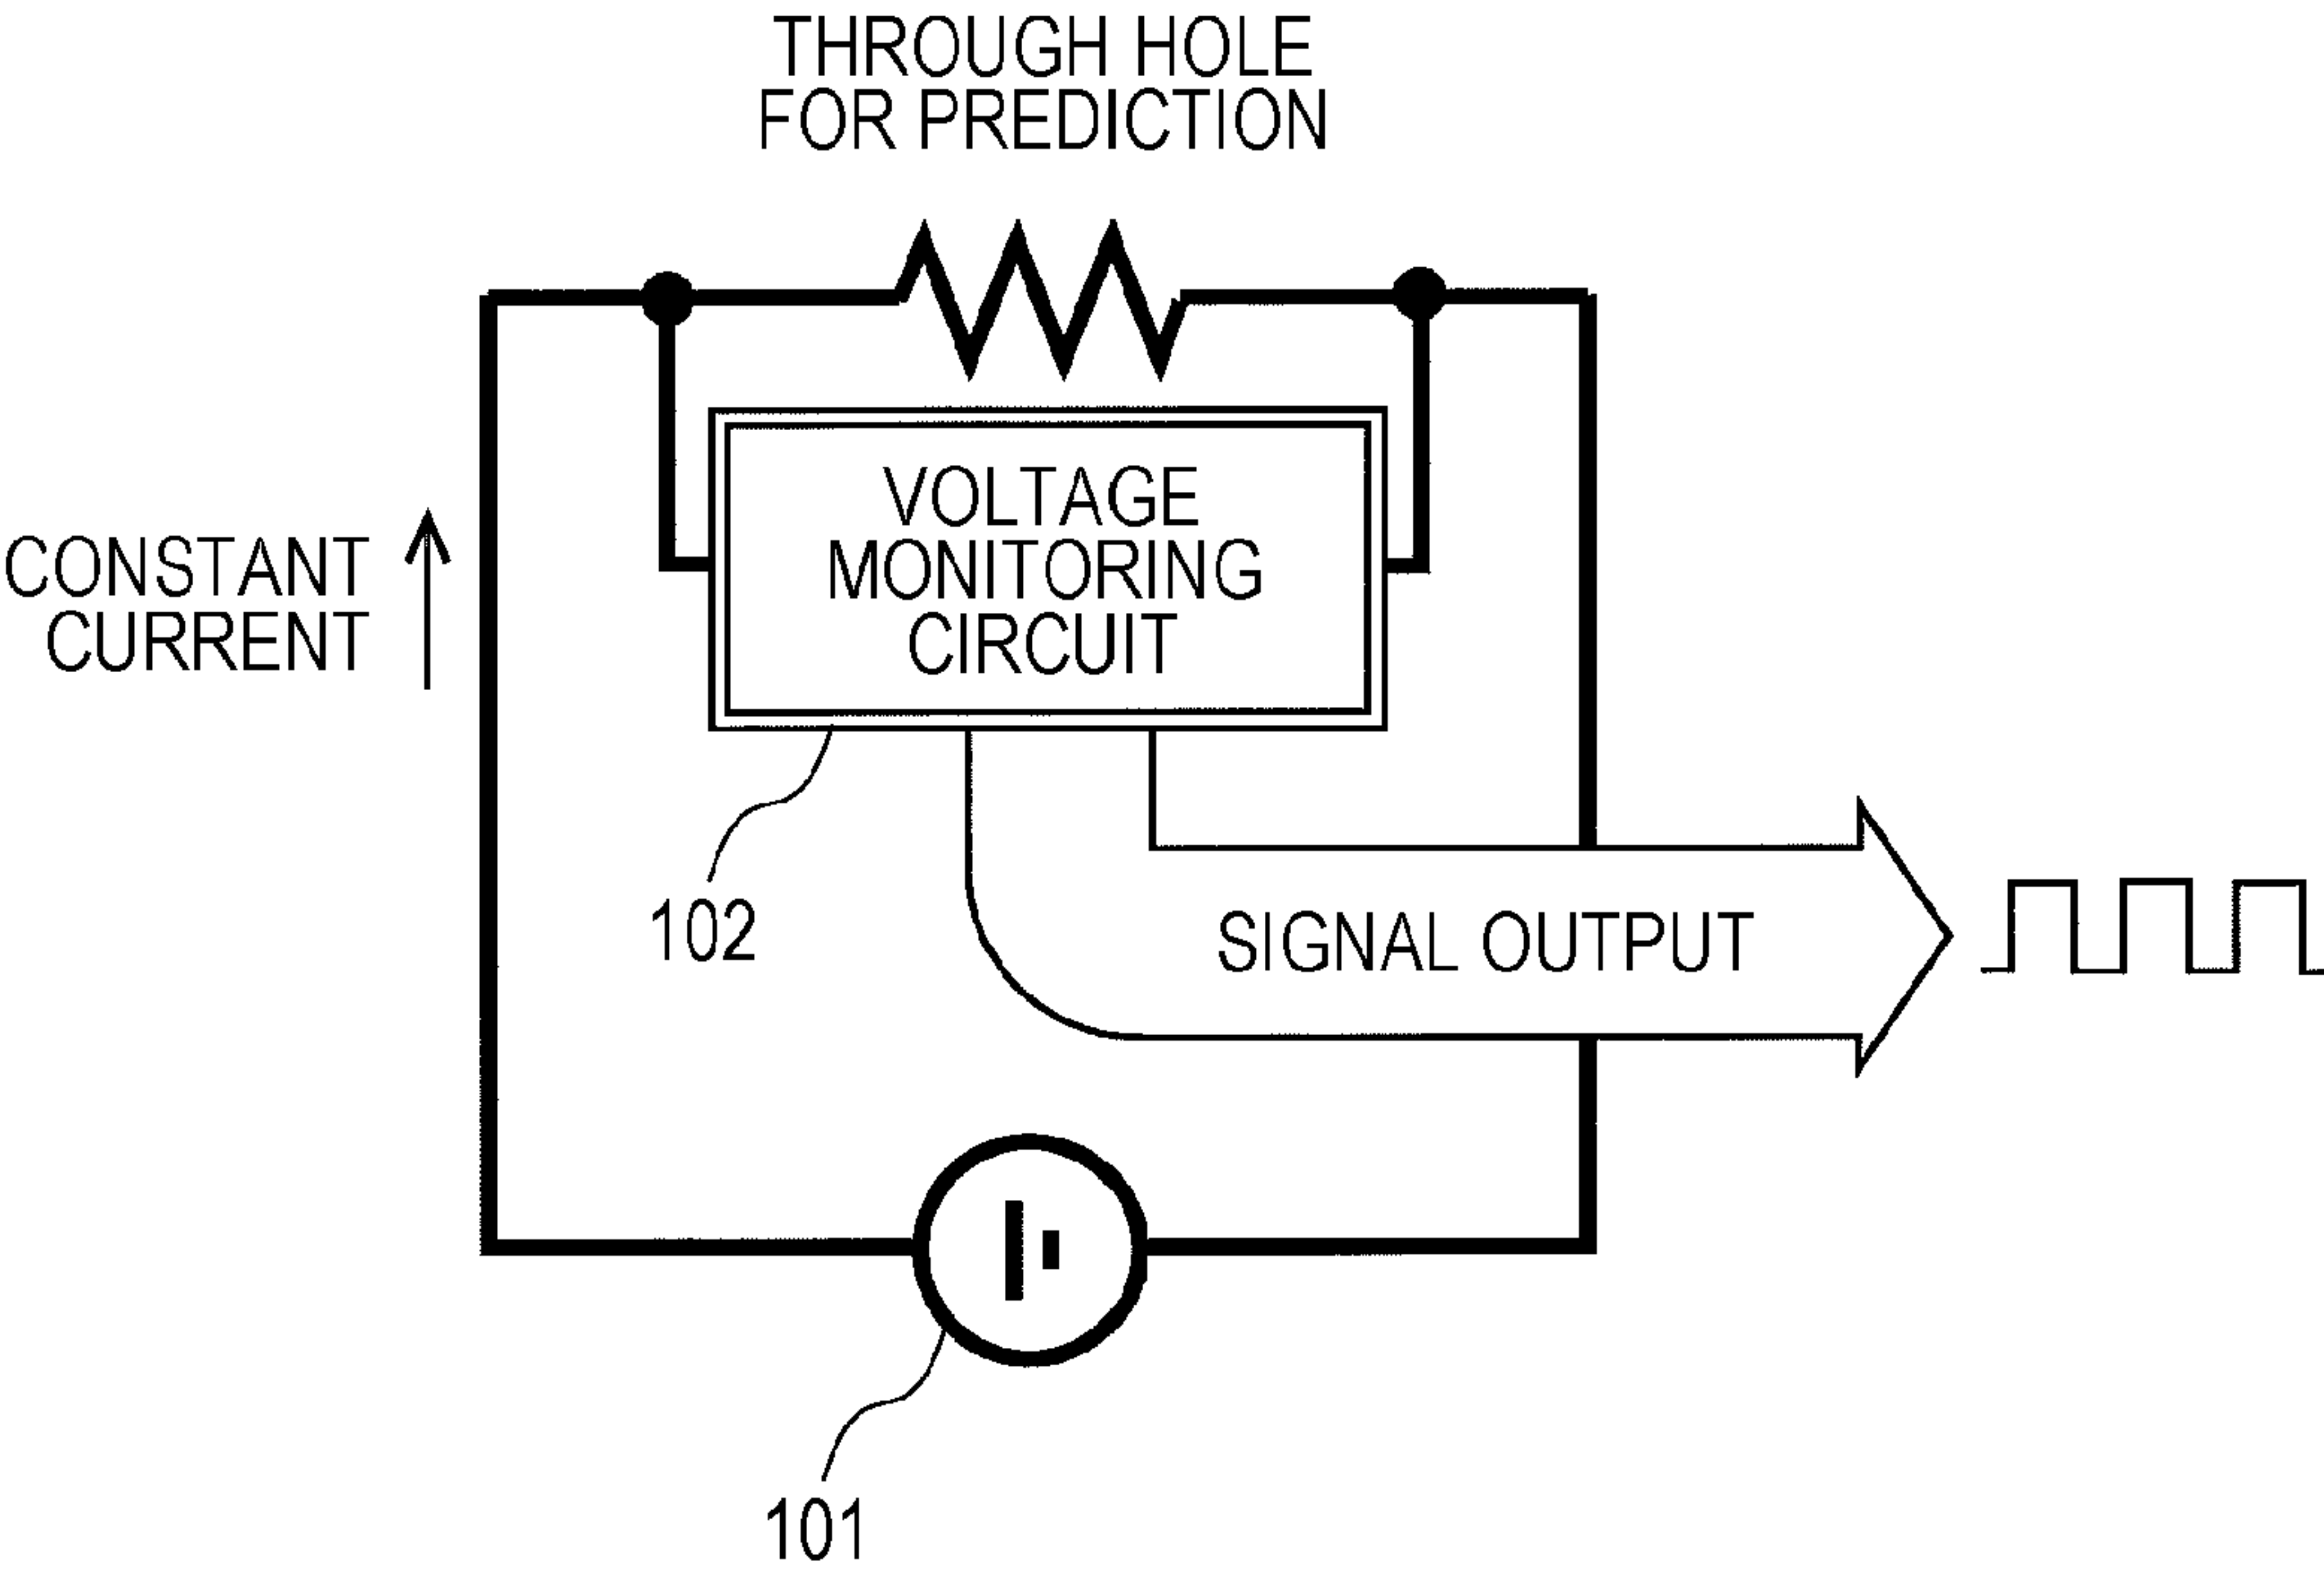 THROUGH HOLE
FOR PREDICTION
VOLTAGE
MONITORING
CIRCUIT
CONSTANT
CURRENT
102
SIGNAL OUTPUT
101